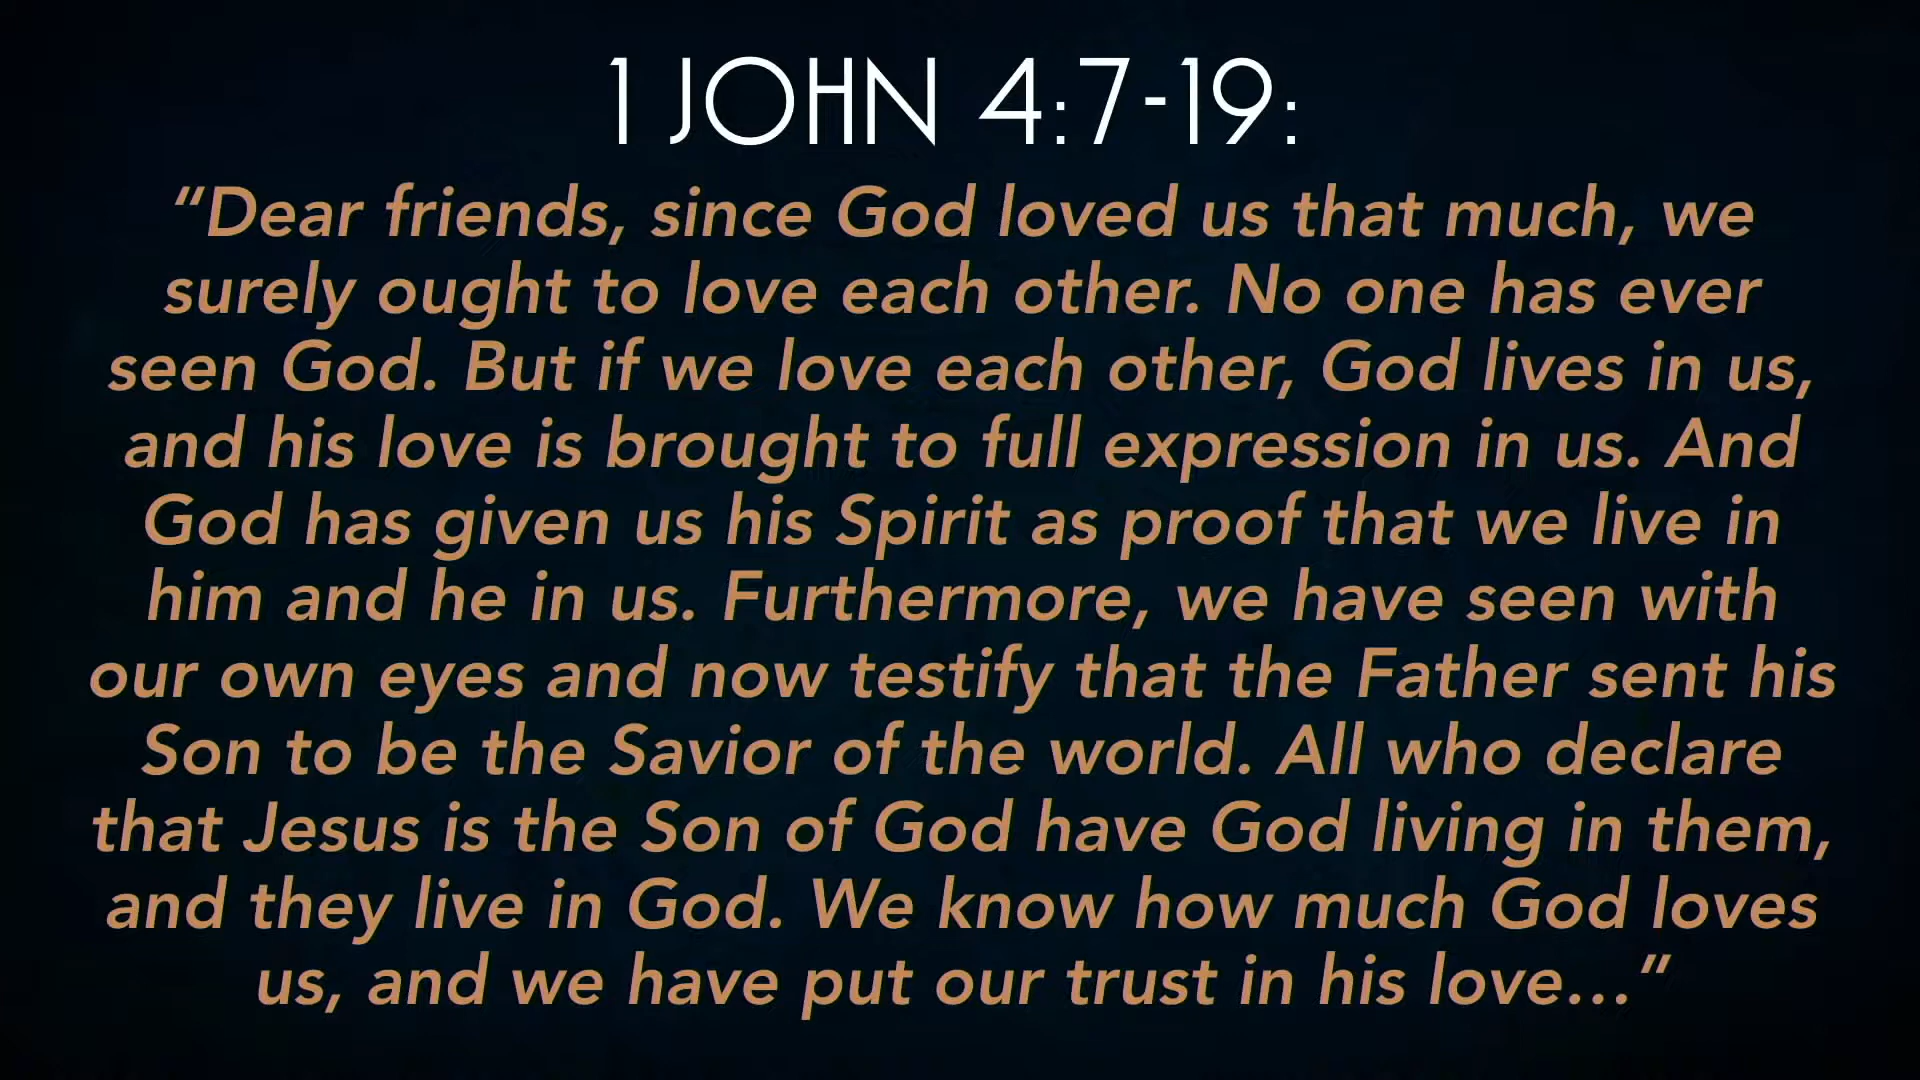 1 JOHN 4:7-19:
“Dear friends, since God loved us that much, we
surely ought to love each other. No one has ever
seen God. But if we love each other, God lives in us,
and his love is brought to full expression in us. And
God has given us his Spirit as proof that we live in
him and he in us. Furthermore, we have seen with
our own eyes and now testify that the Father sent his
Son to be the Savior of the world. All who declare
that Jesus is the Son of God have God living in them,
and they live in God. We know how much God loves
us, and we have put our trust in his love…”